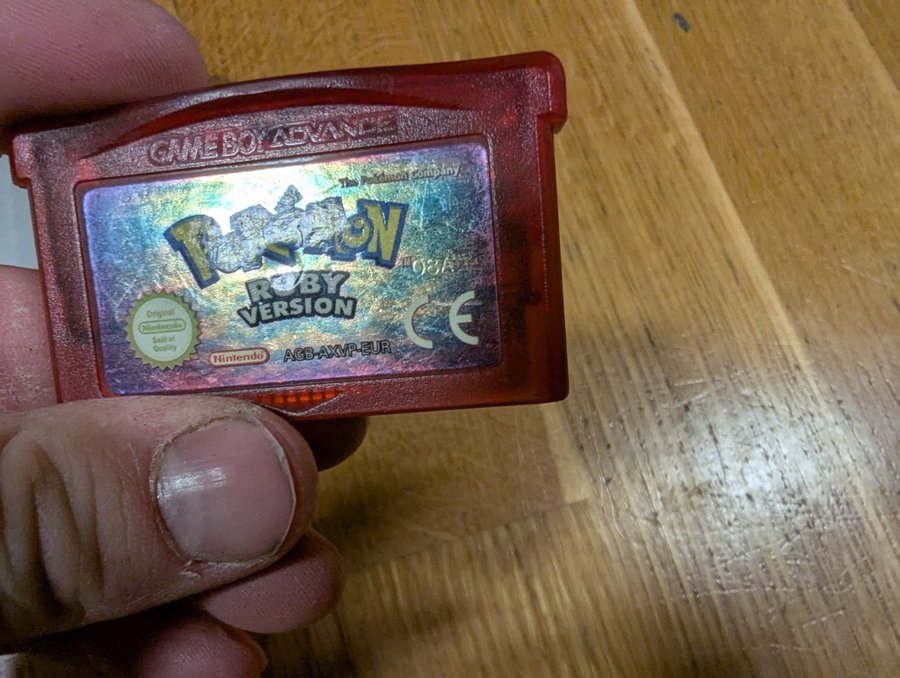 GAME BOY ADVANCE
The Pokémon Company
POKéMON
RUBY
VERSION
08A
CE
Original
Nintendo
Seal of
Quality
Nintendo
AGB-AXVP-EUR